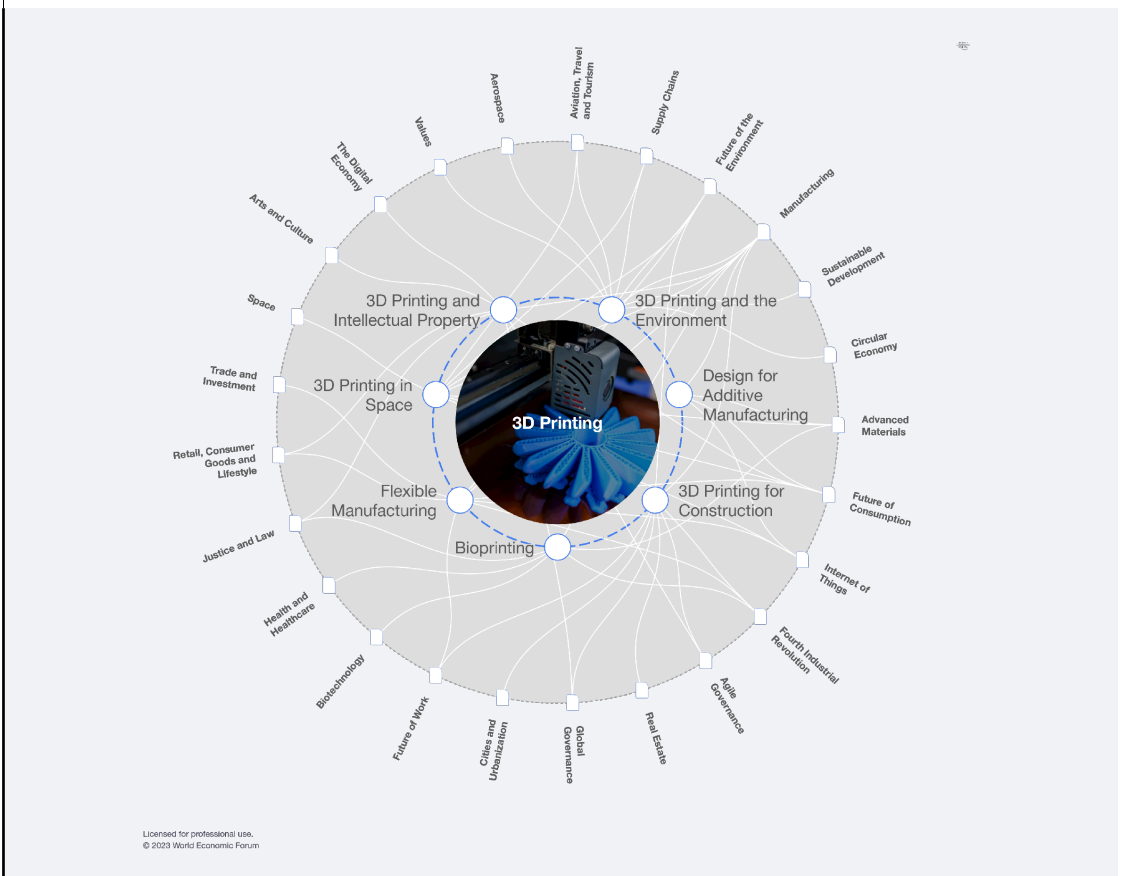 Aviation, Travel
and Tourism
Supply Chains
Aerospace
Future of the
Environment
Values
Manufacturing
The Digital
Economy
Sustainable
Development
Arts and Culture
Circular
Economy
Space
Advanced
Materials
Trade and
Investment
Future of
Consumption
Retail, Consumer
Goods and
Lifestyle
Internet of
Things
Justice and Law
Fourth Industrial
Revolution
Health and
Healthcare
Agile
Governance
Biotechnology
Real Estate
Future of Work
Global
Governance
Cities and
Urbanization
3D Printing and
Intellectual Property
3D Printing and the
Environment
3D Printing in
Space
Design for
Additive
Manufacturing
3D Printing
Flexible
Manufacturing
3D Printing for
Construction
Bioprinting
Licensed for professional use.
© 2023 World Economic Forum